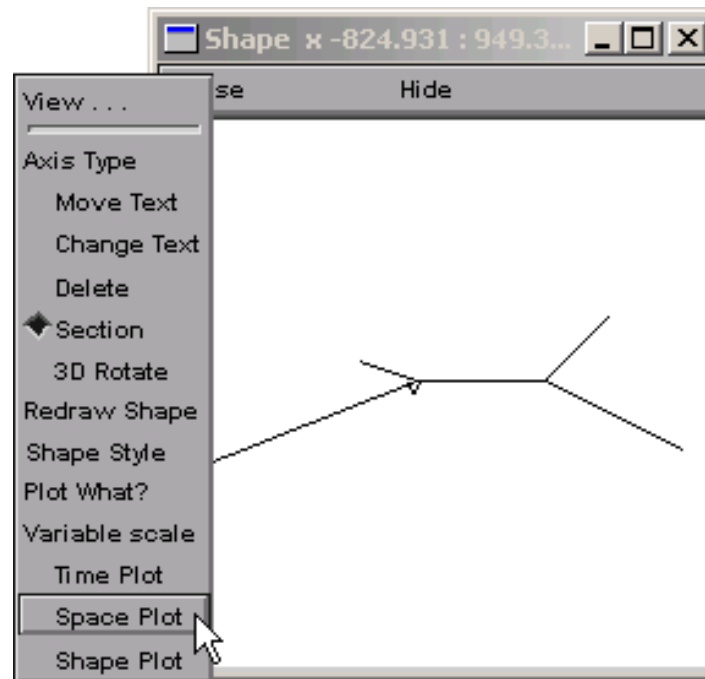 Shape x -824.931 : 949.3...
se Hide
View . . .
Axis Type
Move Text
Change Text
Delete
Section
3D Rotate
Redraw Shape
Shape Style
Plot What?
Variable scale
Time Plot
Space Plot
Shape Plot